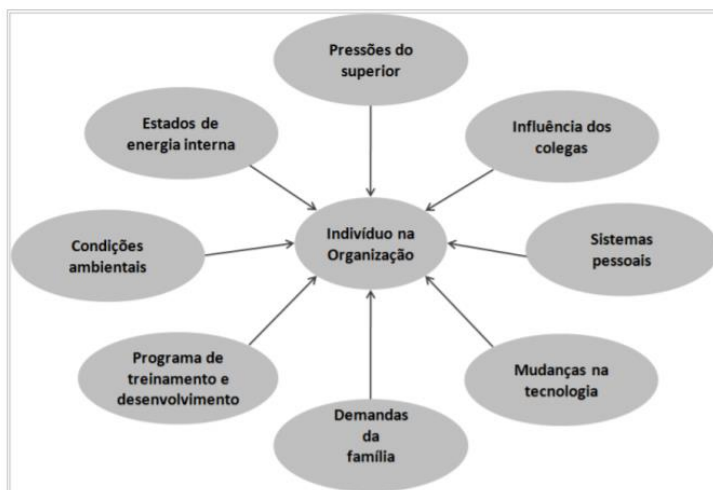 Pressões do
superior
Estados de
energia interna
Influência dos
colegas
Indivíduo na
Organização
Condições
ambientais
Sistemas
pessoais
Programa de
treinamento e
desenvolvimento
Mudanças na
tecnologia
Demandas
da
família